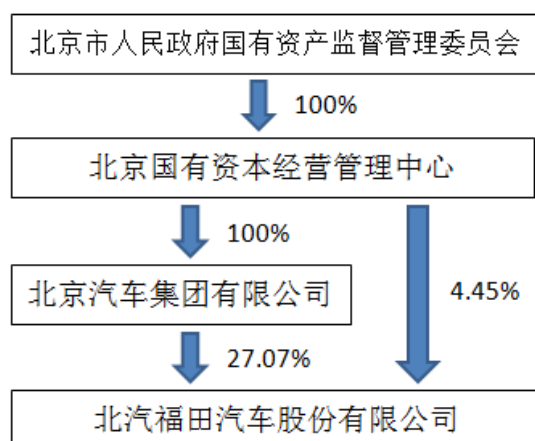 北京市人民政府国有资产监督管理委员会
100%
北京国有资本经营管理中心
100%
北京汽车集团有限公司
4.45%
27.07%
北汽福田汽车股份有限公司